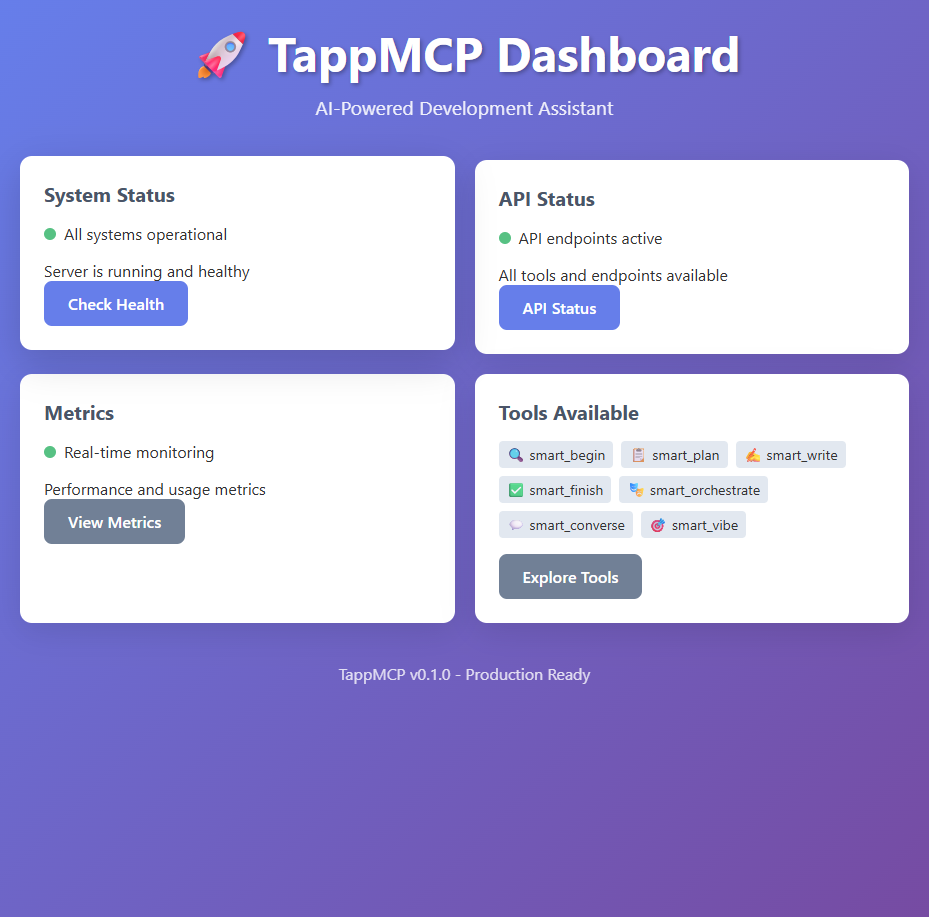 🚀 TappMCP Dashboard
AI-Powered Development Assistant
System Status
All systems operational
Server is running and healthy
Check Health
API Status
API endpoints active
All tools and endpoints available
API Status
Metrics
Real-time monitoring
Performance and usage metrics
View Metrics
Tools Available
🔍 smart_begin 📋 smart_plan ✍️ smart_write
✅ smart_finish 🎭 smart_orchestrate
💬 smart_converse 🎯 smart_vibe
Explore Tools
TappMCP v0.1.0 - Production Ready